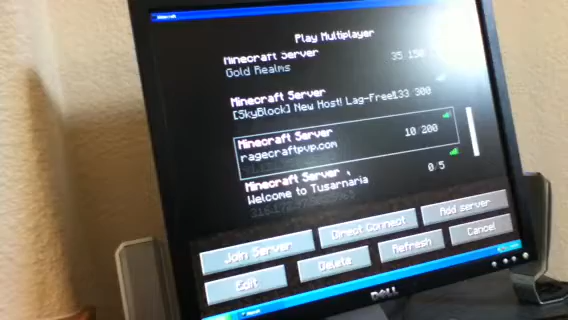 Minecraft
Play Multiplayer
Minecraft Server 35 150
Gold Realms
Minecraft Server
[SkyBlock] New Host! Lag-Free! 133 300
Minecraft Server 10 200
ragecraftpvp.com
Minecraft Server 0/5
Welcome to Tusarnaria
Join Server Direct Connect Add server
Edit Delete Refresh Cancel
DELL